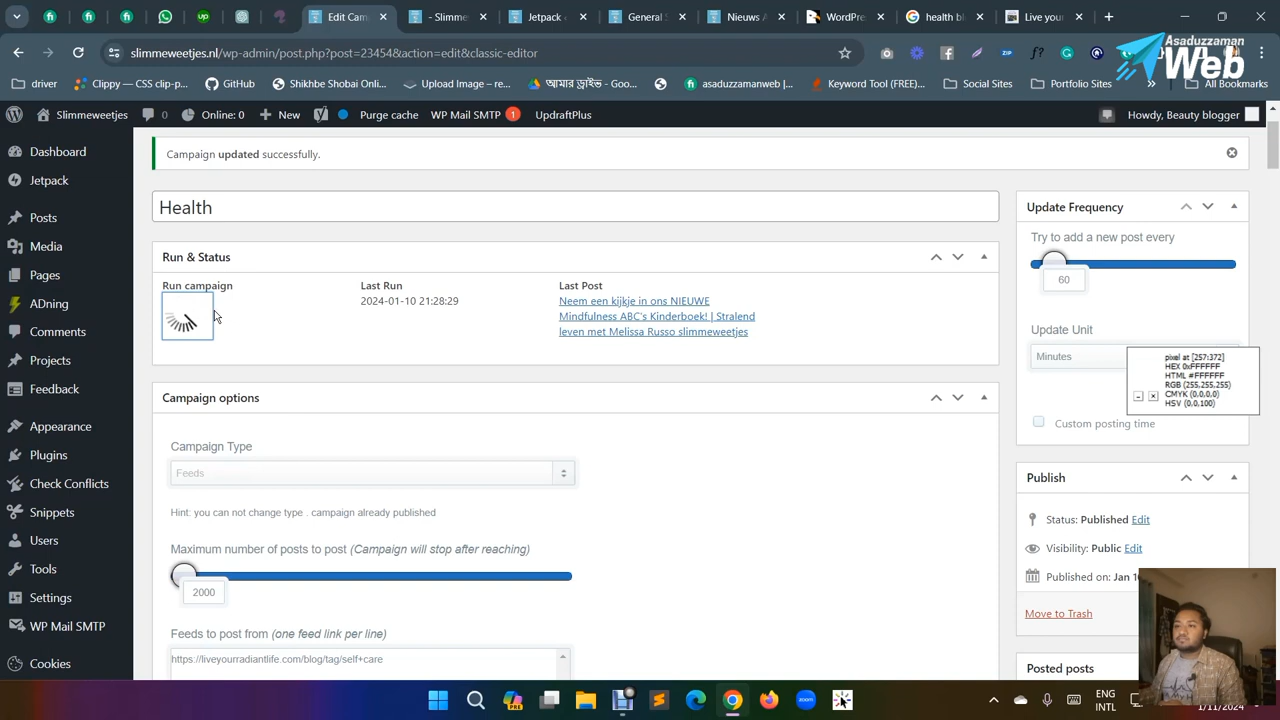 Edit Cam
- Slimme
Jetpack
General S
Nieuws A
WordPre
health bl
Live your
slimmeweetjes.nl/wp-admin/post.php?post=23454&action=edit&classic-editor
Asaduzzaman
Web
driver
Clippy — CSS clip-p...
GitHub
Shikhbe Shobai Onli...
Upload Image - re...
আমার ড্রাইভ - Goo...
asaduzzamanweb |...
Keyword Tool (FREE)...
Social Sites
Portfolio Sites
All Bookmarks
Slimmeweetjes
0
Online: 0
New
Purge cache
WP Mail SMTP
1
UpdraftPlus
Howdy, Beauty blogger
Dashboard
Jetpack
Posts
Media
Pages
ADning
Comments
Projects
Feedback
Appearance
Plugins
Check Conflicts
Snippets
Users
Tools
Settings
WP Mail SMTP
Cookies
Campaign updated successfully.
Health
Run & Status
Run campaign
Last Run
2024-01-10 21:28:29
Last Post
Neem een kijkje in ons NIEUWE
Mindfulness ABC's Kinderboek! | Stralend
leven met Melissa Russo slimmeweetjes
Campaign options
Campaign Type
Feeds
Hint: you can not change type . campaign already published
Maximum number of posts to post (Campaign will stop after reaching)
2000
Feeds to post from (one feed link per line)
https://liveyourradiantlife.com/blog/tag/self+care
Update Frequency
Try to add a new post every
60
Update Unit
Minutes
pixel at [257:372]
HEX 0xFFFFFF
HTML #FFFFFF
RGB (255,255,255)
CMYK (0,0,0,0)
HSV (0,0,100)
Custom posting time
Publish
Status: Published Edit
Visibility: Public Edit
Published on: Jan
Move to Trash
Posted posts
zoom
ENG
INTL
1/11/2024